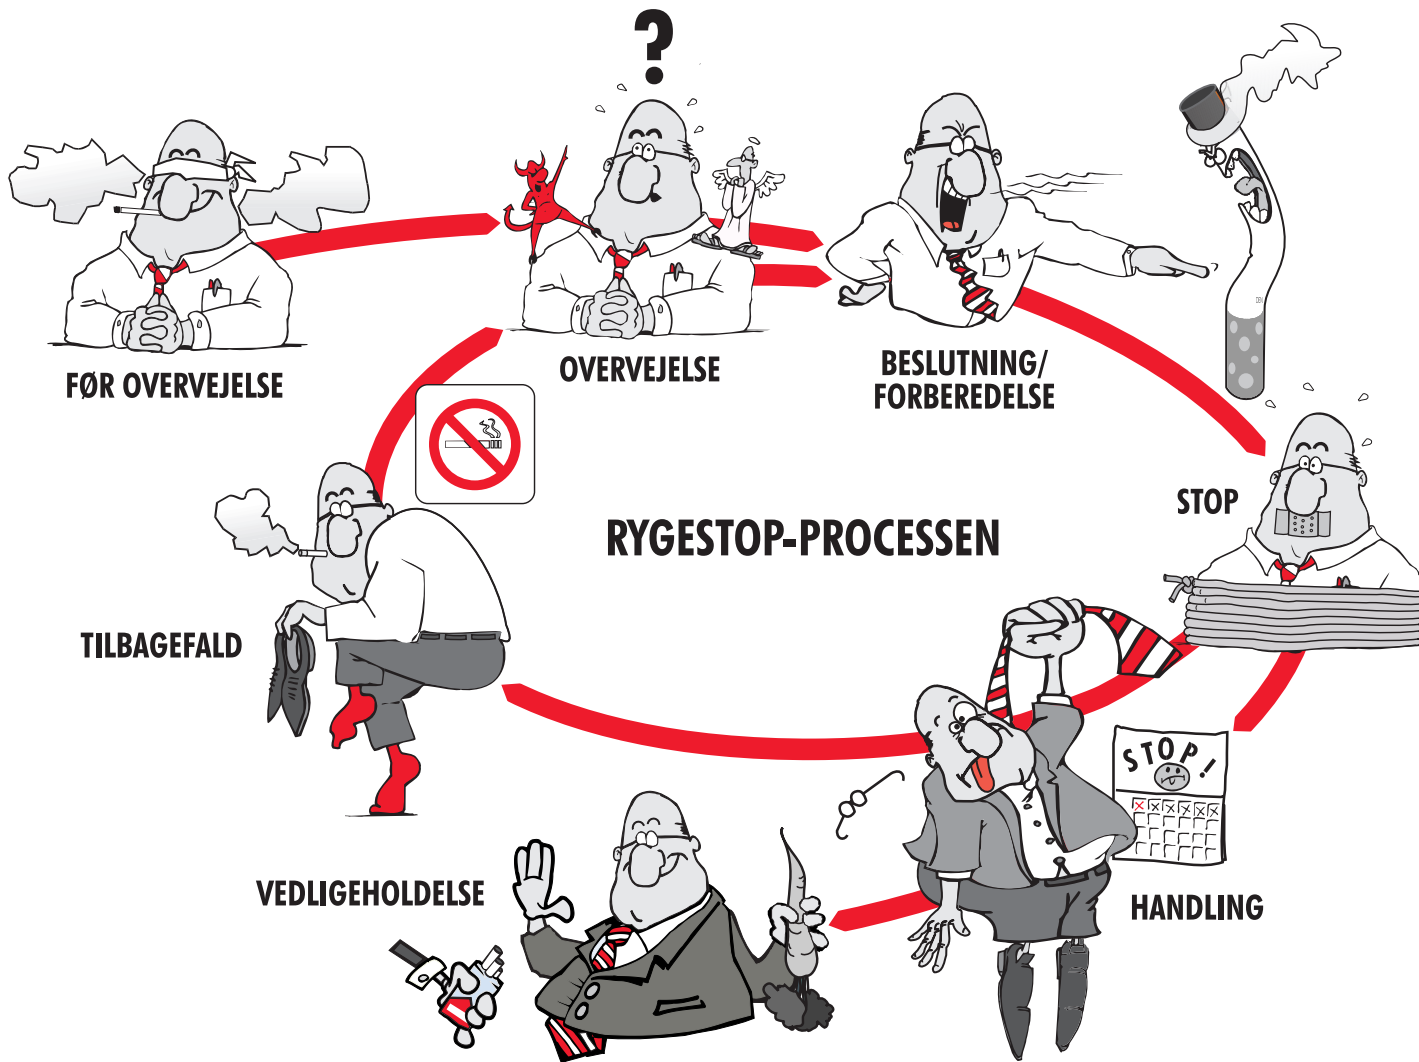 ?
FØR OVERVEJELSE
OVERVEJELSE
BESLUTNING/
FORBEREDELSE
STOP
RYGESTOP-PROCESSEN
TILBAGEFALD
STOP!
VEDLIGEHOLDELSE
HANDLING